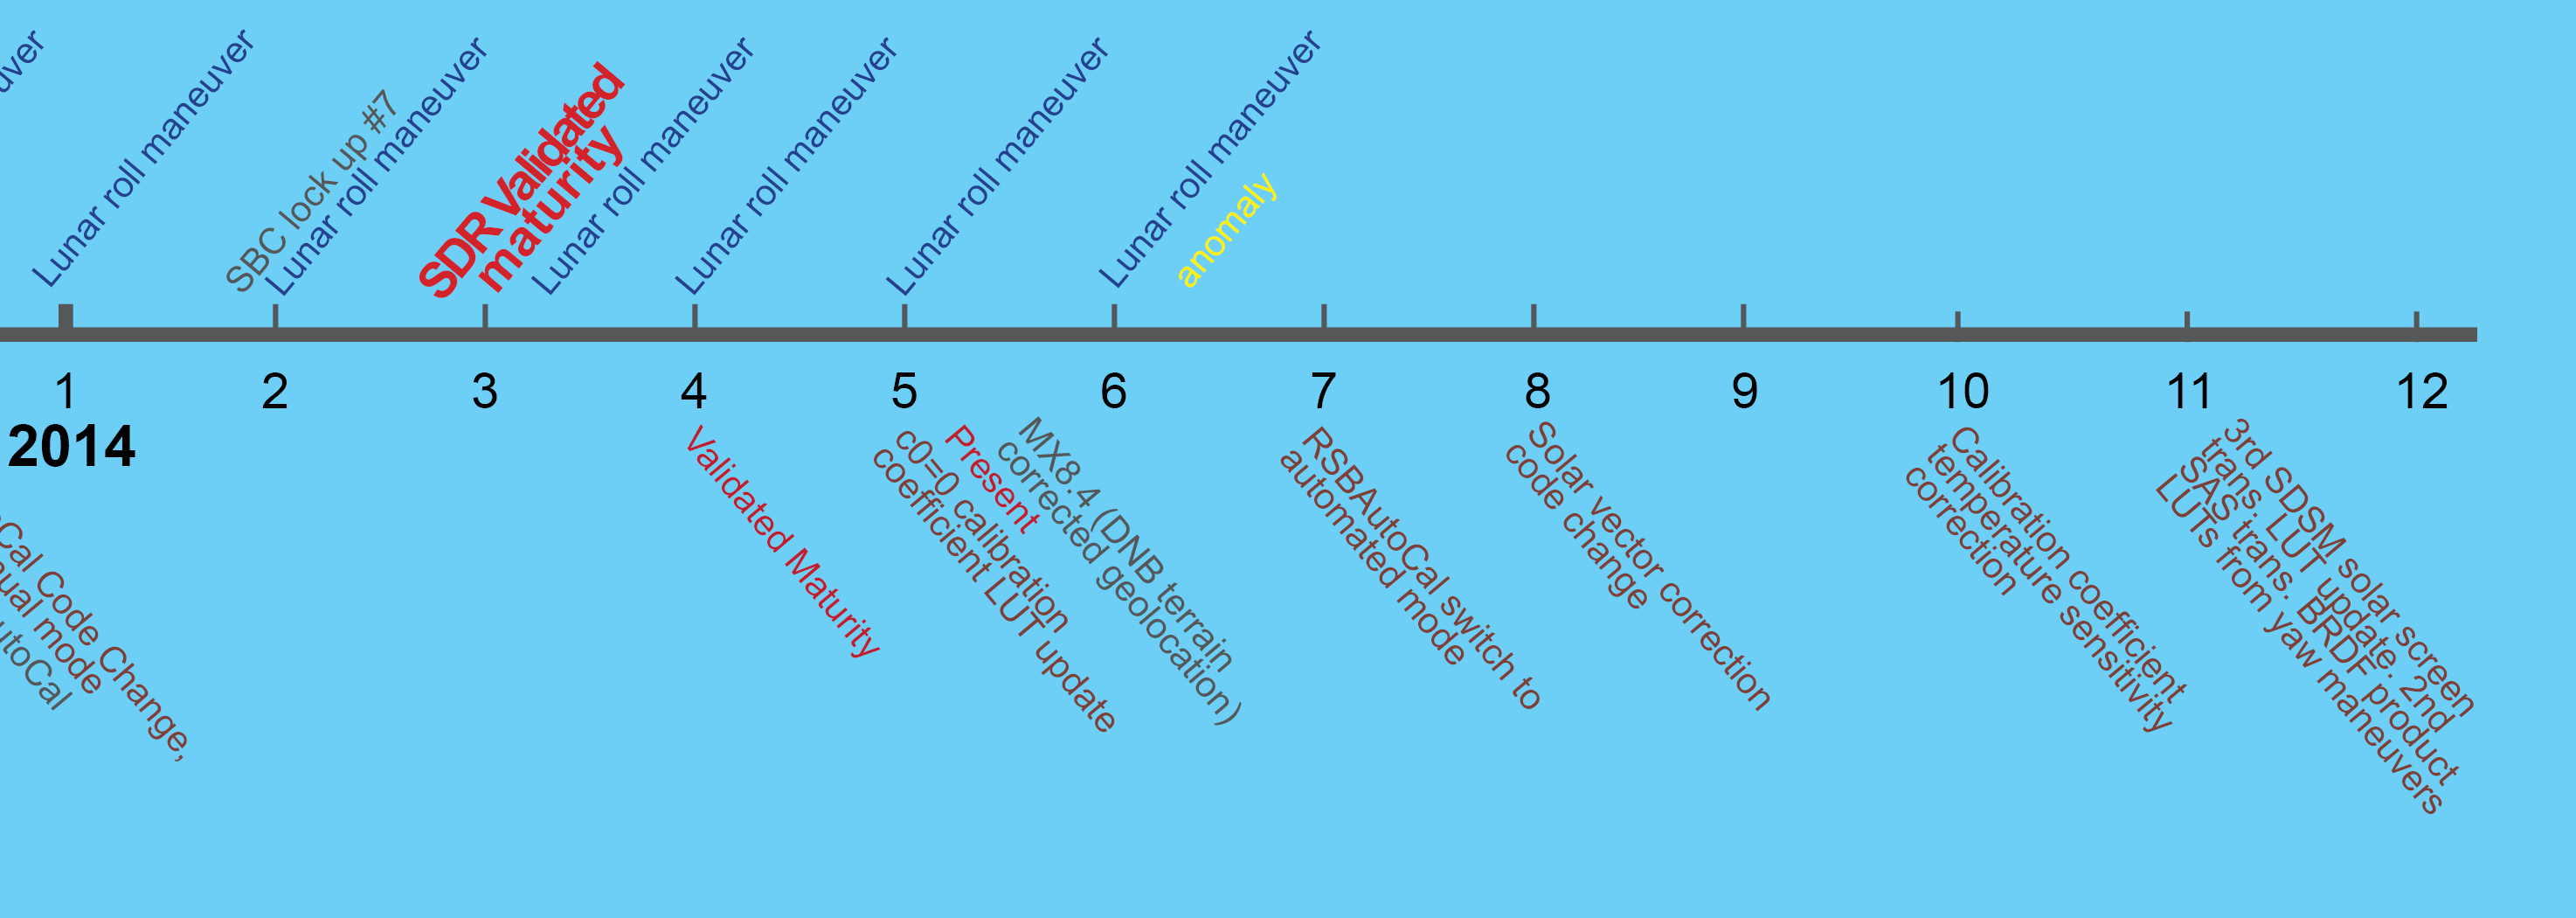 uver
Lunar roll maneuver
SBC lock up #7
Lunar roll maneuver
SDR Validated
maturity
Lunar roll maneuver
Lunar roll maneuver
Lunar roll maneuver
Lunar roll maneuver
anomaly
1
2
3
4
5
6
7
8
9
10
11
12
2014
Cal Code Change,
ual mode
utoCal
Validated Maturity
c0=0 calibration
coefficient LUT update
Present
MX8.4 (DNB terrain
corrected geolocation)
RSBAutoCal switch to
automated mode
Solar vector correction
code change
Calibration coefficient
temperature sensitivity
correction
3rd SDSM solar screen
trans. LUT update. 2nd
SAS trans. BRDF product
LUTs from yaw maneuvers